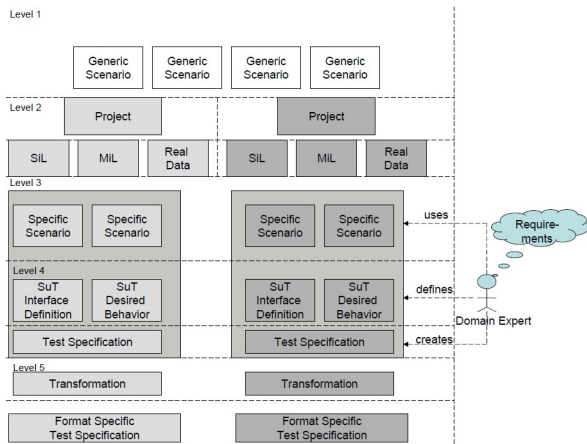 Level 1
Generic Scenario
Generic Scenario
Generic Scenario
Generic Scenario
Level 2
Project
Project
SiL
MiL
Real Data
SiL
MiL
Real Data
Level 3
Specific Scenario
Specific Scenario
Specific Scenario
Specific Scenario
uses
Require-
ments
Level 4
SuT Interface Definition
SuT Desired Behavior
SuT Interface Definition
SuT Desired Behavior
defines
Domain Expert
Test Specification
Test Specification
creates
Level 5
Transformation
Transformation
Format Specific
Test Specification
Format Specific
Test Specification